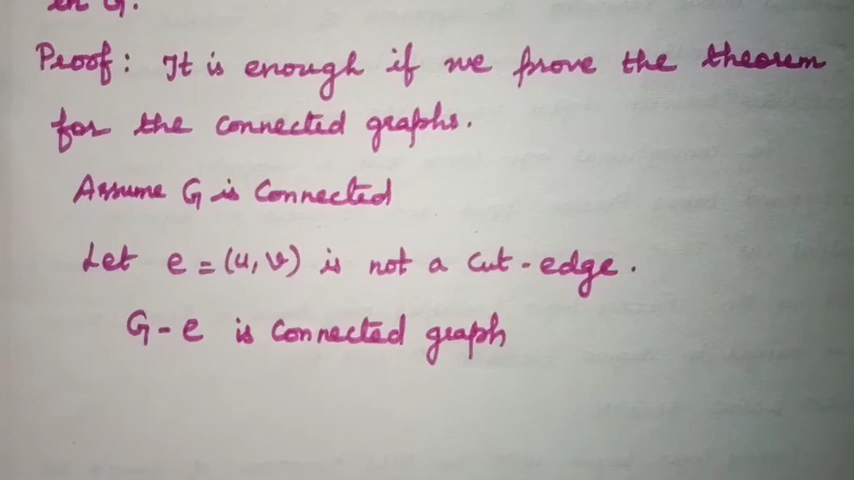 in G.
Proof: It is enough if we prove the theorem
for the connected graphs.
Assume G is Connected
Let e = (u, v) is not a cut-edge.
G - e is connected graph